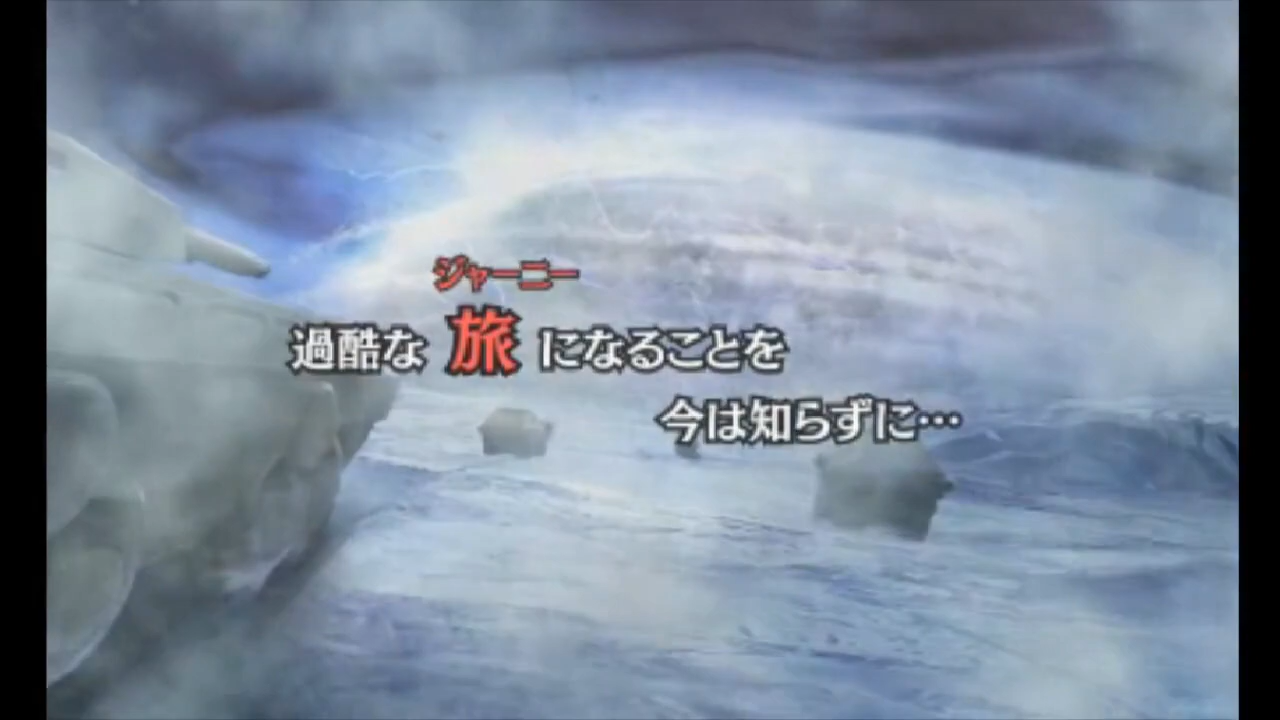 ジャーニー
過酷な 旅 になることを
今は知らずに…